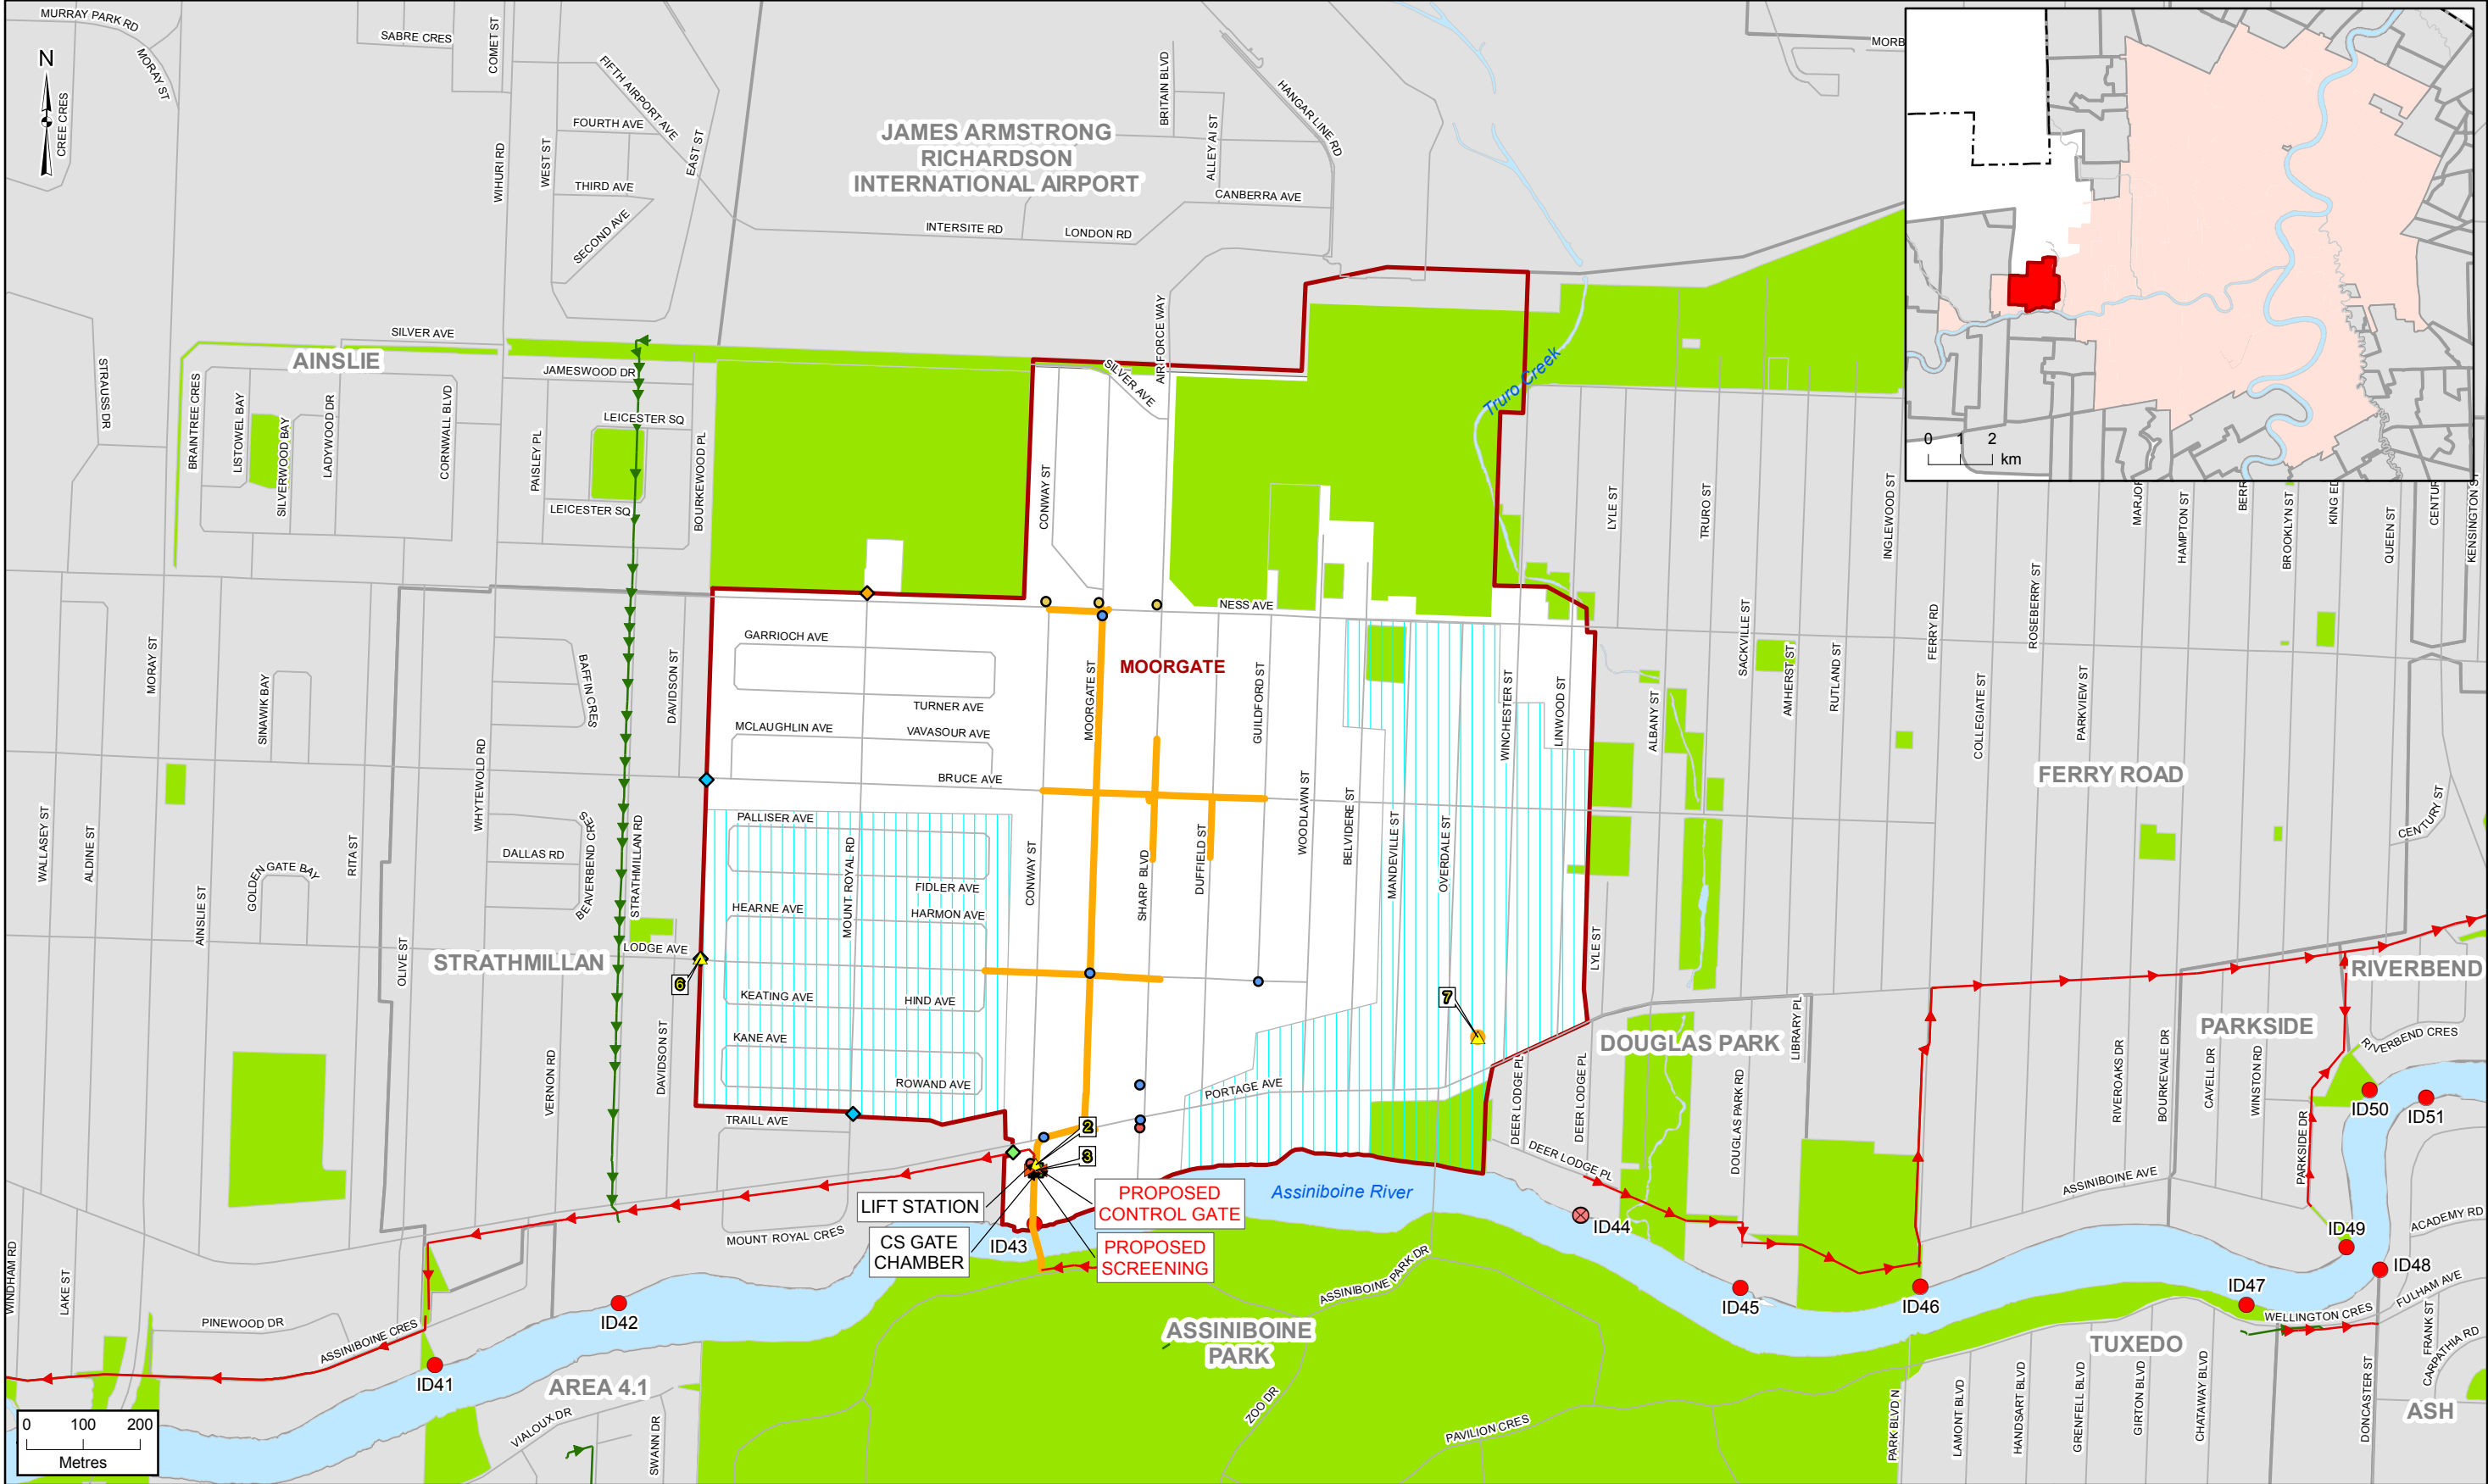 MURRAY PARK RD
MORAY ST
SABRE CRES
COMET ST
N
CREE CRES
WIHURI RD
WEST ST
FIFTH AIRPORT AVE
FOURTH AVE
EAST ST
THIRD AVE
SECOND AVE
JAMES ARMSTRONG
RICHARDSON
INTERNATIONAL AIRPORT
BRITAIN BLVD
ALLEY AI ST
HANGAR LINE RD
CANBERRA AVE
INTERSITE RD
LONDON RD
AIR FORCE WAY
0 1 2
km
SILVER AVE
AINSLIE
STRAUSS DR
BRAINTREE CRES
LISTOWEL BAY
SILVERWOOD BAY
LADYWOOD DR
CORNWALL BLVD
JAMESWOOD DR
LEICESTER SQ
PAISLEY PL
LEICESTER SQ
BOURKEWOOD PL
SILVER AVE
CONWAY ST
Truro Creek
LYLE ST
TRURO ST
INGLEWOOD ST
HAMPTON ST
BROOKLYN ST
QUEEN ST
KENSINGTON ST
NESS AVE
MORAY ST
SINAWIK BAY
BAFFIN CRES
DAVIDSON ST
GARRIOCH AVE
TURNER AVE
MCLAUGHLIN AVE
VAVASOUR AVE
BRUCE AVE
MOORGATE ST
MOORGATE
GUILDFORD ST
WINCHESTER ST
LINWOOD ST
ALBANY ST
SACKVILLE ST
AMHERST ST
RUTLAND ST
FERRY RD
ROSEBERRY ST
COLLEGIATE ST
PARKVIEW ST
FERRY ROAD
CENTURY ST
WALLASEY ST
ALDINE ST
AINSLIE ST
GOLDEN GATE BAY
RITA ST
OLIVE ST
WHYTEWOLD RD
DALLAS RD
BEAVERBEND CRES
STRATHMILLAN RD
STRATHMILLAN
LODGE AVE
6
PALLISER AVE
FIDLER AVE
HEARNE AVE
HARMON AVE
MOUNT ROYAL RD
KEATING AVE
HIND AVE
KANE AVE
ROWAND AVE
CONWAY ST
SHARP BLVD
DUFFIELD ST
WOODLAWN ST
BELVIDERE ST
MANDEVILLE ST
OVERDALE ST
7
LYLE ST
RIVERBEND
PARKSIDE
DOUGLAS PARK
LIBRARY PL
RIVERBEND CRES
VERNON RD
DAVIDSON ST
TRAILL AVE
PORTAGE AVE
DEER LODGE PL
DEER LODGE PL
DEER LODGE PL
DOUGLAS PARK RD
RIVEROAKS DR
BOURKEVALE DR
CAVELL DR
WINSTON RD
PARKSIDE DR
ID50
ID51
2
3
LIFT STATION
PROPOSED
CONTROL GATE
CS GATE
CHAMBER
PROPOSED
SCREENING
ID43
Assiniboine River
ID44
ASSINIBOINE AVE
ACADEMY RD
ID49
ID48
MOUNT ROYAL CRES
WINDHAM RD
LAKE ST
PINEWOOD DR
ASSINIBOINE CRES
ID42
ID41
ASSINIBOINE PARK DR
ID45
ID46
ID47
WELLINGTON CRES
FULHAM AVE
FRANK ST
CARPATHIA RD
ASSINIBOINE
PARK
TUXEDO
AREA 4.1
VIALOUX DR
SWANN DR
ZOO DR
PAVILION CRES
PARK BLVD N
LAMONT BLVD
HANDSART BLVD
GRENFELL BLVD
GIRTON BLVD
CHATAWAY BLVD
DONCASTER ST
ASH
0 100 200
Metres